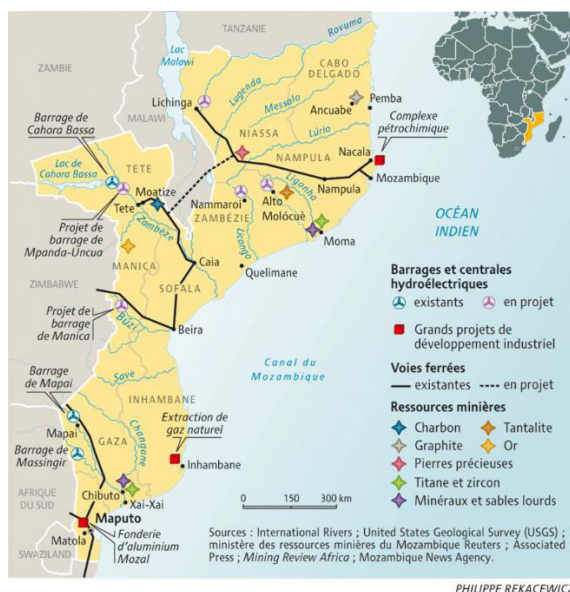 TANZANIE
ZAMBIE
Lac
Malawi
Rovuma
CABO
DELGADO
Lugenda
Messalo
Lichinga
Ancuabe
Pemba
MALAWI
Barrage de
Cahora Bassa
NIASSA
Lúrio
Complexe
pétrochimique
Lac de
Cahora Bassa
TETE
Moatize
NAMPULA
Nacala
Nampula
Mozambique
Tete
Nammaroi
Ligonha
Alto
Molócuè
ZAMBÉZIE
Projet de
barrage de
Mpanda-Uncua
Zambèze
Licongo
Moma
MANICA
Caia
Quelimane
ZIMBABWE
SOFALA
Projet de
barrage de
Manica
Búzi
Beira
OCÉAN
INDIEN
Canal du
Mozambique
Barrage
de Mapai
Save
INHAMBANE
Extraction de
gaz naturel
Mapai
GAZA
Changane
Barrage de
Massingir
Inhambane
AFRIQUE
DU SUD
Chibuto
Xai-Xai
Maputo
Matola
Fonderie
d'aluminium
Mozal
SWAZILAND
0 150 300 km
Barrages et centrales
hydroélectriques
existants en projet
Grands projets de
développement industriel
Voies ferrées
existantes en projet
Ressources minières
Charbon Tantalite
Graphite Or
Pierres précieuses
Titane et zircon
Minéraux et sables lourds
Sources : International Rivers ; United States Geological Survey (USGS) ;
ministère des ressources minières du Mozambique Reuters ; Associated
Press ; Mining Review Africa ; Mozambique News Agency.
PHILIPPE REKACEWICZ